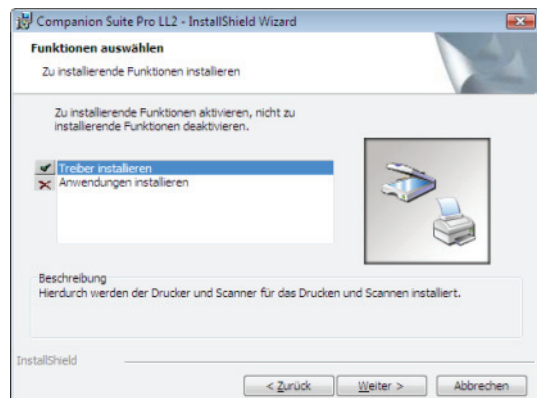 Companion Suite Pro LL2 - InstallShield Wizard
Funktionen auswählen
Zu installierende Funktionen installieren
Zu installierende Funktionen aktivieren, nicht zu
installierende Funktionen deaktivieren.
Treiber installieren
Anwendungen installieren
Beschreibung
Hierdurch werden der Drucker und Scanner für das Drucken und Scannen installiert.
InstallShield
< Zurück
Weiter >
Abbrechen